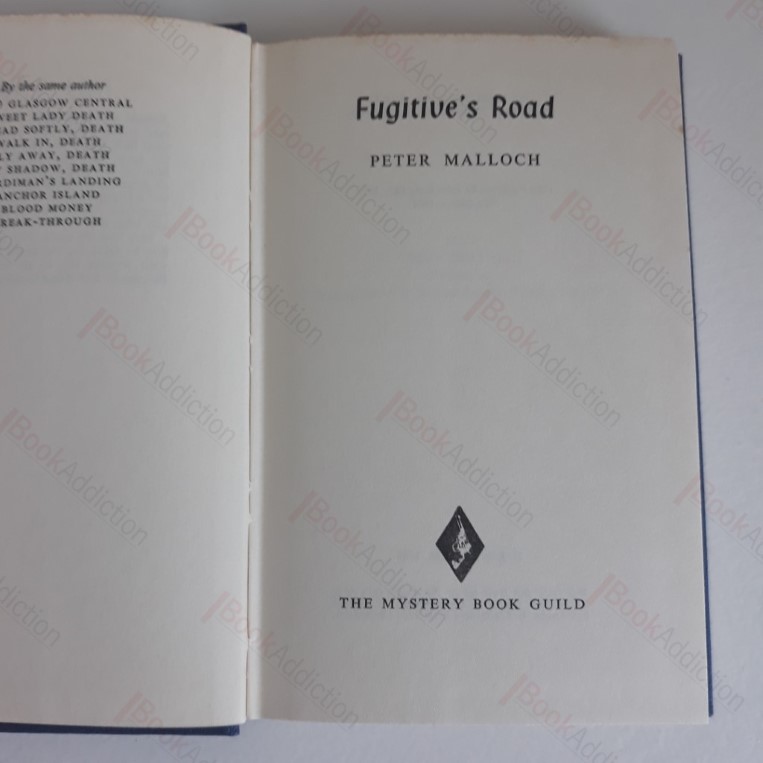 By the same author
GLASGOW CENTRAL
LADY DEATH
SOFTLY, DEATH
IN, DEATH
AWAY, DEATH
SHADOW, DEATH
LANDING
ANCHOR ISLAND
BLOOD MONEY
Fugitive's Road
PETER MALLOCH
THE MYSTERY BOOK GUILD
BookAddiction